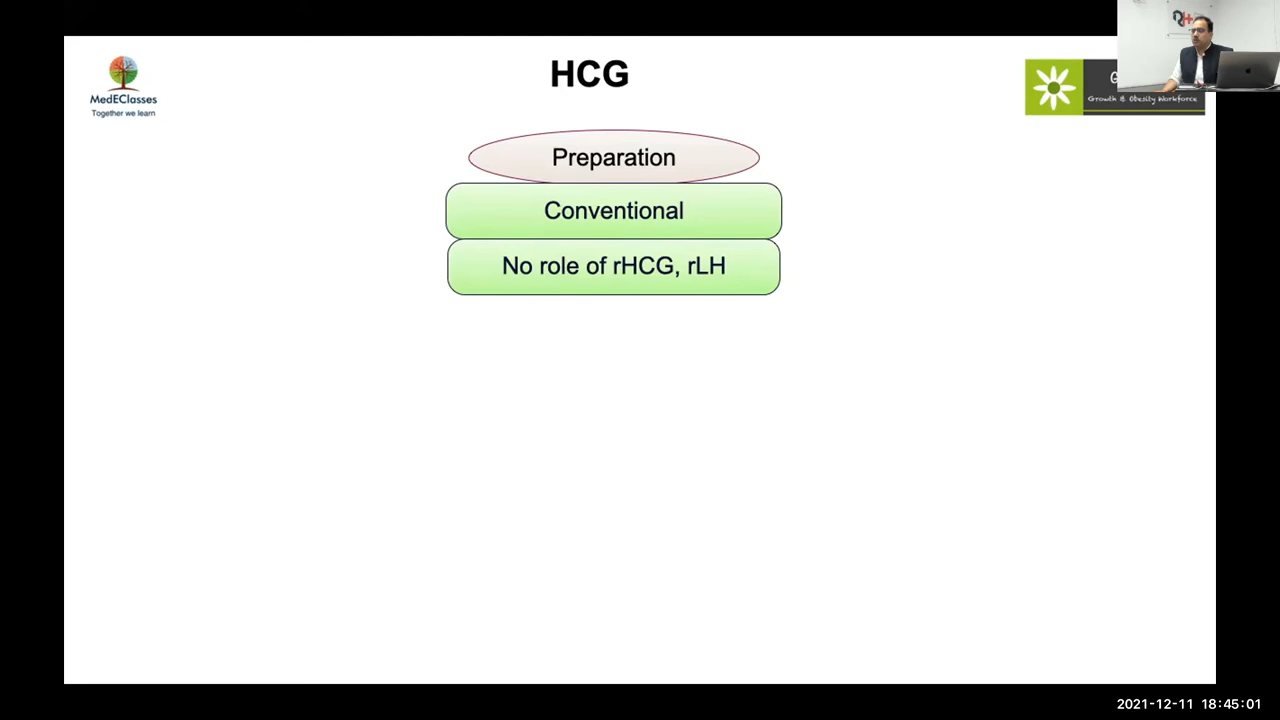 HCG
MedEClasses
Together we learn
Growth & Obesity Workforce
Preparation
Conventional
No role of rHCG, rLH
2021-12-11 18:45:01